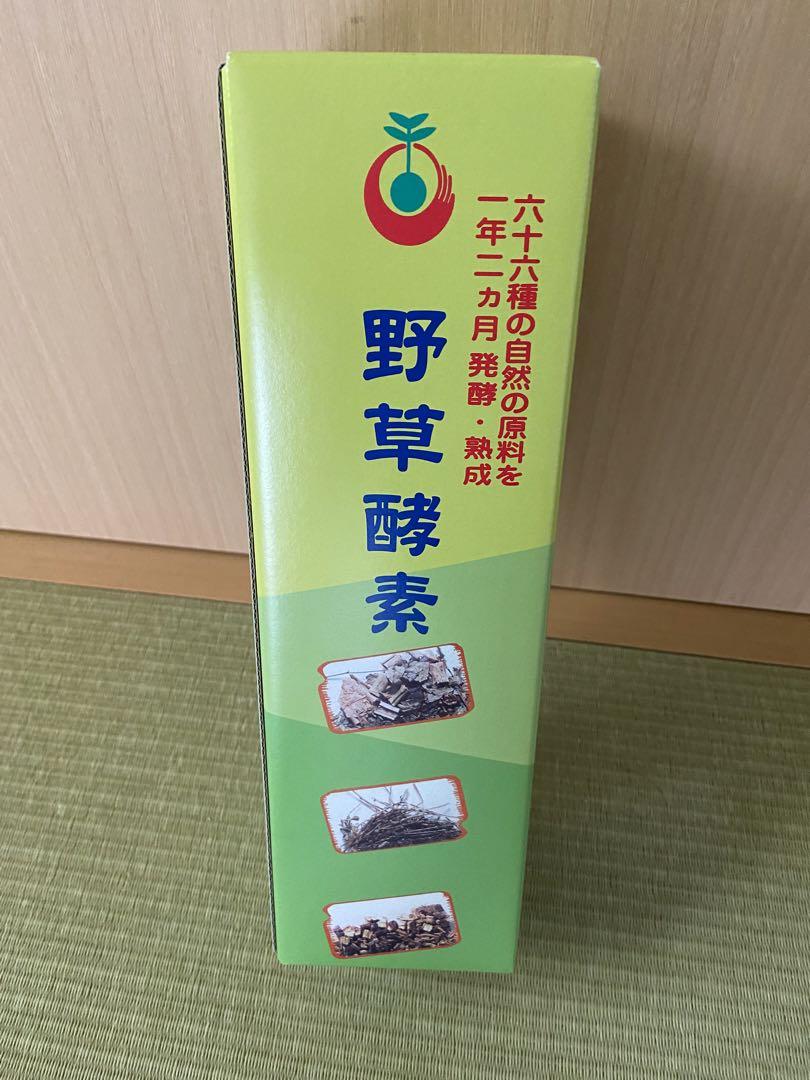 六十六種の自然の原料を
一年二ヵ月発酵・熟成
野草酵素